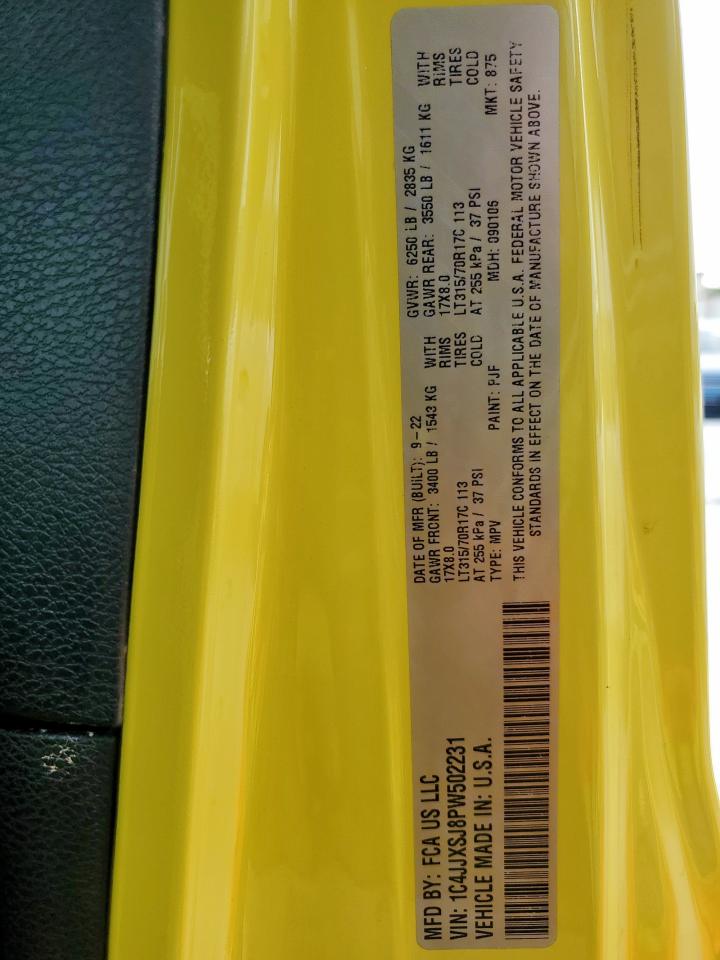 MFD BY: FCA US LLC
VIN: 1C4JJXSJ8PW502231
VEHICLE MADE IN: U.S.A.
DATE OF MFR (BUILT): 9-22 GVWR: 6250 LB / 2835 KG
GAWR FRONT: 3400 LB / 1543 KG WITH GAWR REAR: 3550 LB / 1611 KG WITH
17X8.0 RIMS 17X8.0 RIMS
LT315/70R17C 113 TIRES LT315/70R17C 113 TIRES
AT 255 kPa / 37 PSI COLD AT 255 kPa / 37 PSI COLD
TYPE: MPV PAINT: PJF MDH: 090106 MKT: 875
THIS VEHICLE CONFORMS TO ALL APPLICABLE U.S.A. FEDERAL MOTOR VEHICLE SAFETY
STANDARDS IN EFFECT ON THE DATE OF MANUFACTURE SHOWN ABOVE.